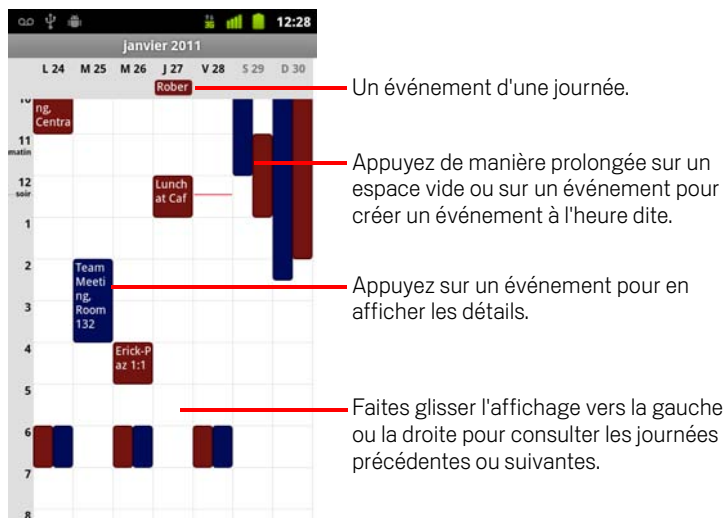 12:28
janvier 2011
L 24 M 25 M 26 J 27 V 28 S 29 D 30
Rober
10
ng,
Centra
11
matin
12
soir
Lunch
at Caf
1
2
Team
Meeti
ng,
Room
132
3
4
Erick-P
az 1:1
5
6
7
8
Un événement d'une journée.
Appuyez de manière prolongée sur un
espace vide ou sur un événement pour
créer un événement à l'heure dite.
Appuyez sur un événement pour en
afficher les détails.
Faites glisser l'affichage vers la gauche
ou la droite pour consulter les journées
précédentes ou suivantes.